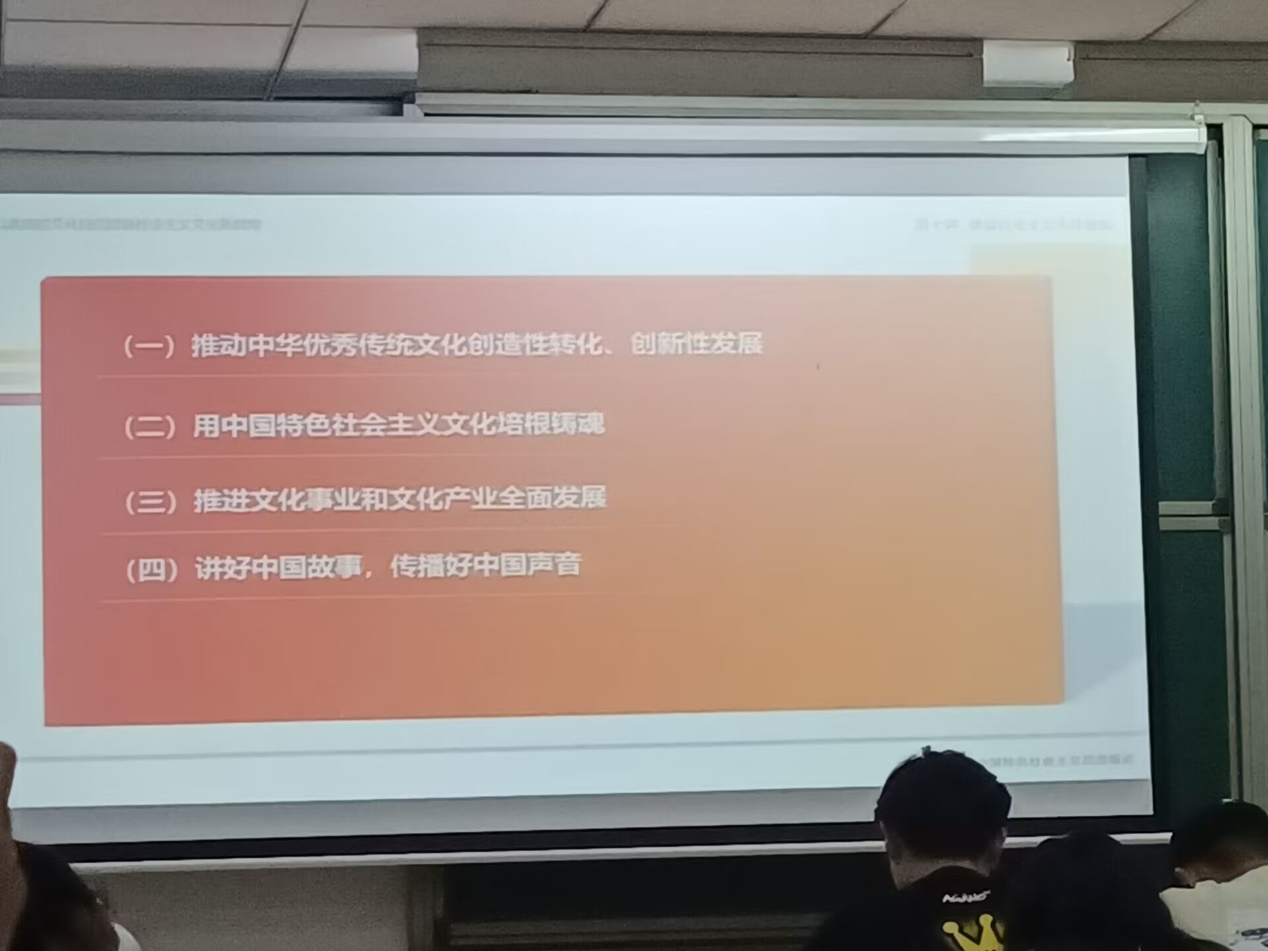 (一) 推动中华优秀传统文化创造性转化、创新性发展
(二) 用中国特色社会主义文化培根铸魂
(三) 推进文化事业和文化产业全面发展
(四) 讲好中国故事，传播好中国声音